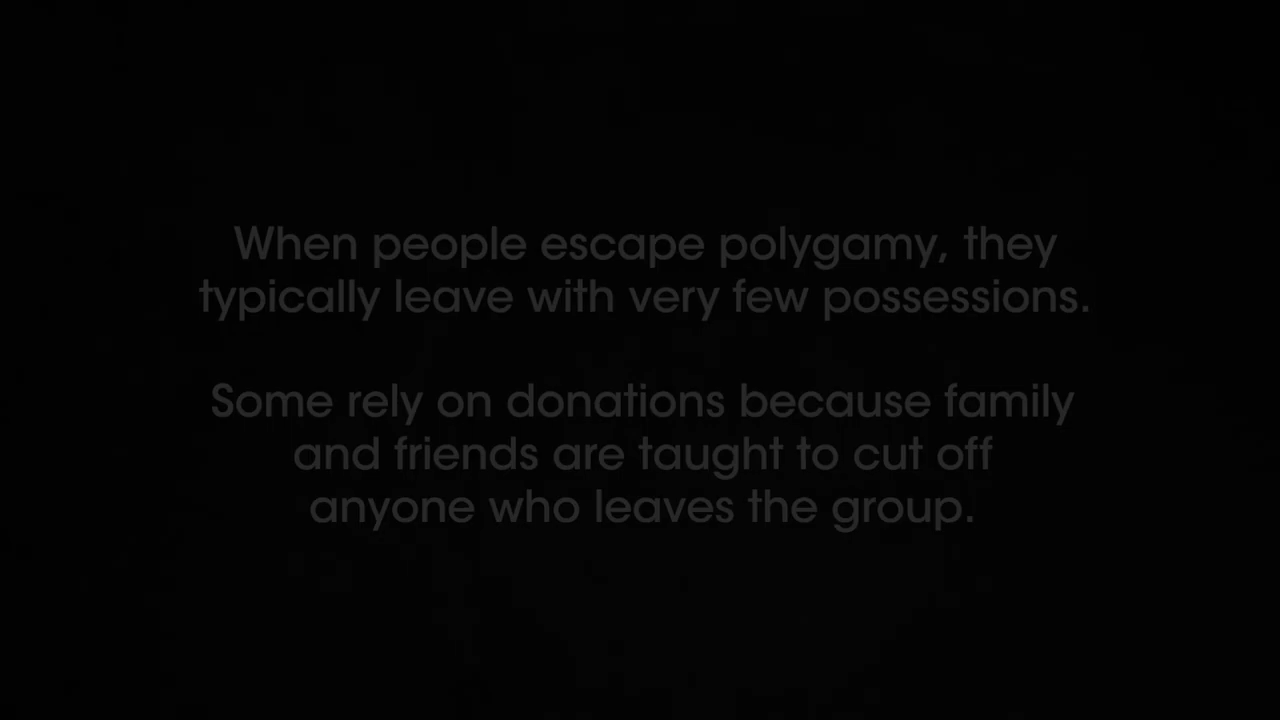 When people escape polygamy, they
typically leave with very few possessions.
Some rely on donations because family
and friends are taught to cut off
anyone who leaves the group.